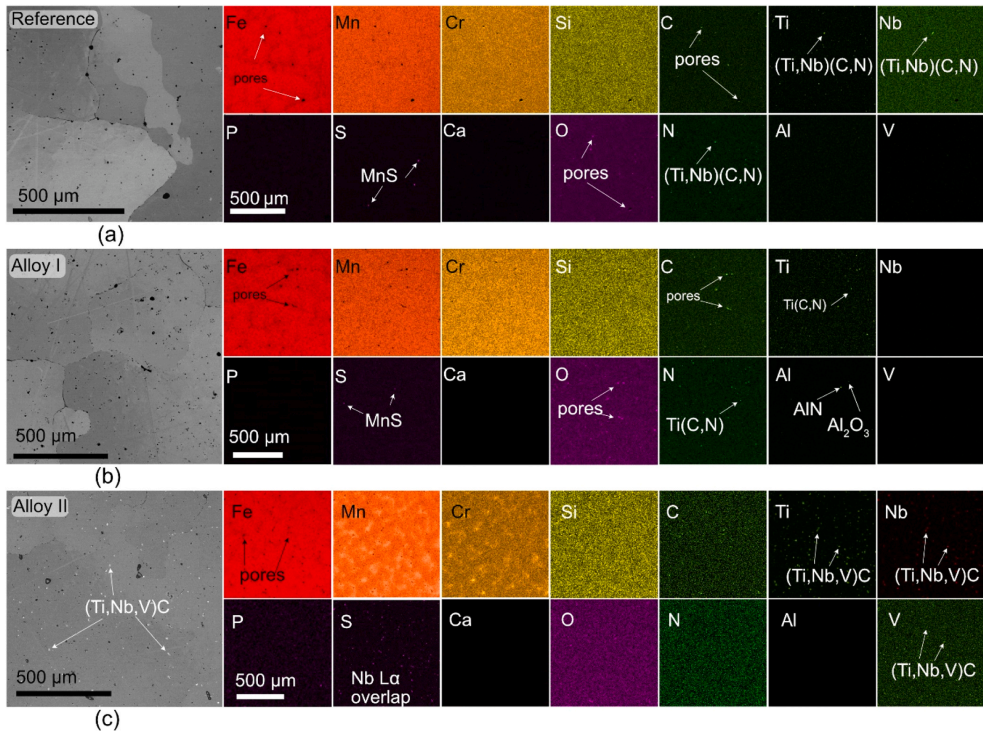 Reference
500 µm
Fe
pores
Mn
Cr
Si
C
pores
Ti
(Ti,Nb)(C,N)
Nb
(Ti,Nb)(C,N)
P
500 µm
S
MnS
Ca
O
pores
N
(Ti,Nb)(C,N)
Al
V
(a)
Alloy I
500 µm
Fe
pores
Mn
Cr
Si
C
pores
Ti
Ti(C,N)
Nb
P
500 µm
S
MnS
Ca
O
pores
N
Ti(C,N)
Al
AlN
Al₂O₃
V
(b)
Alloy II
(Ti,Nb,V)C
500 µm
Fe
pores
Mn
Cr
Si
C
Ti
(Ti,Nb,V)C
Nb
(Ti,Nb,V)C
P
500 µm
S
Nb Lα
overlap
Ca
O
N
Al
V
(Ti,Nb,V)C
(c)